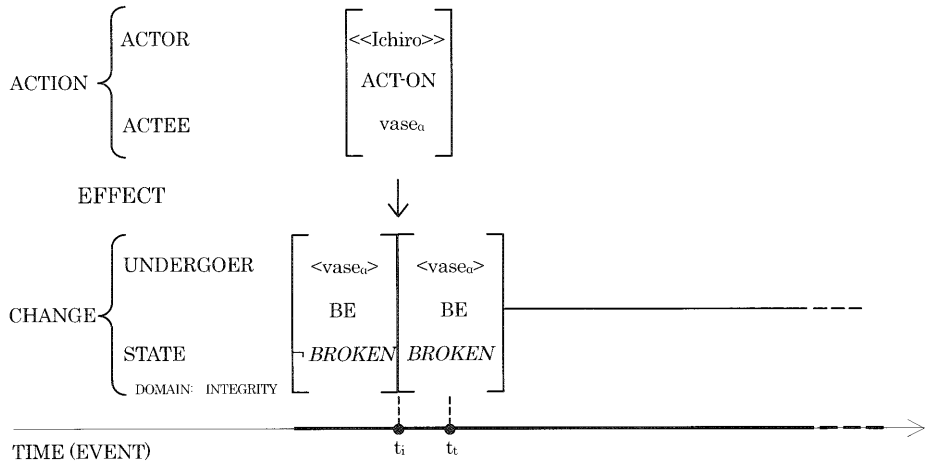 ACTOR <<Ichiro>>
ACTION ACT-ON
ACTEE vaseα
EFFECT
UNDERGOER <vaseα> <vaseα>
CHANGE BE BE
STATE ¬ BROKEN BROKEN
DOMAIN: INTEGRITY
tᵢ tₜ
TIME (EVENT)